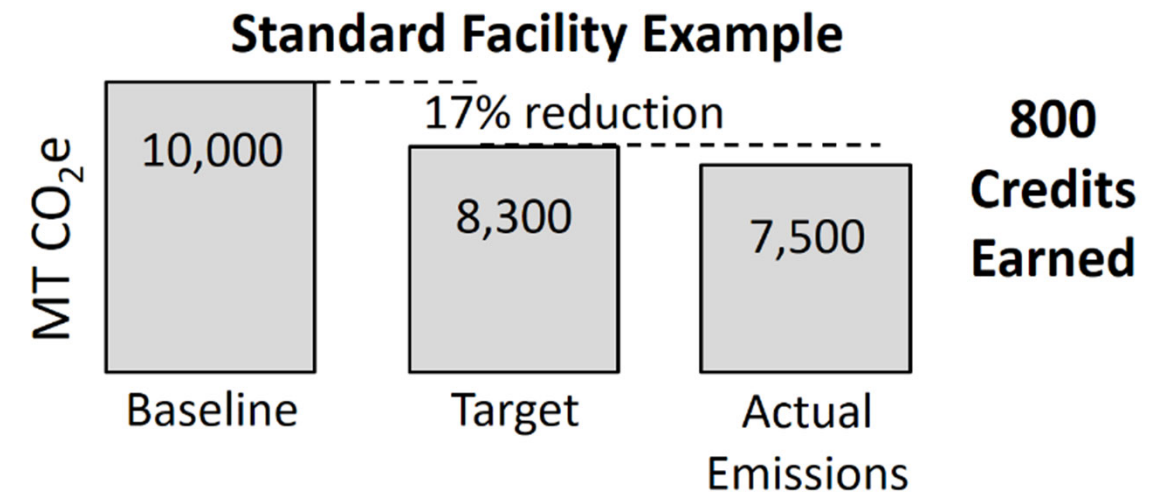 Standard Facility Example
MT CO₂e
10,000
17% reduction
8,300
7,500
800
Credits
Earned
Baseline
Target
Actual
Emissions